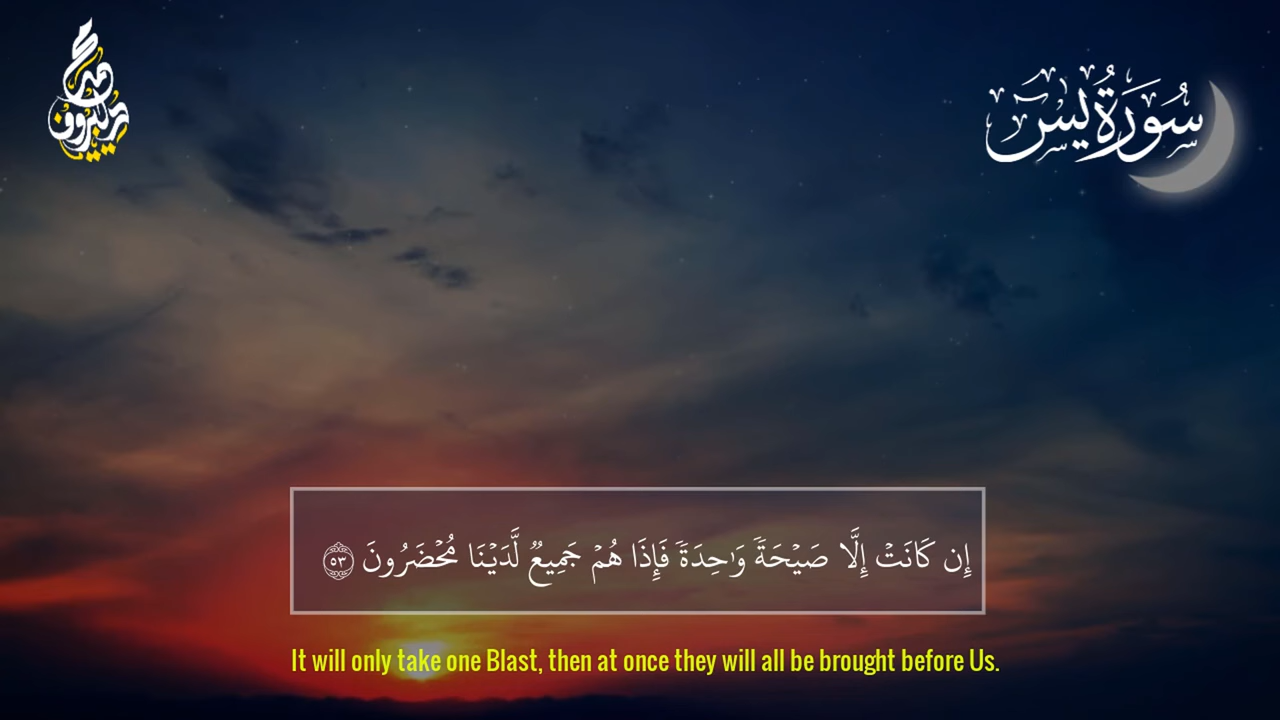 سُورَةُ يسٓ
إِن كَانَتْ إِلَّا صَيْحَةً وَٰحِدَةً فَإِذَا هُمْ جَمِيعٌ لَّدَيْنَا مُحْضَرُونَ ٥٣
It will only take one Blast, then at once they will all be brought before Us.